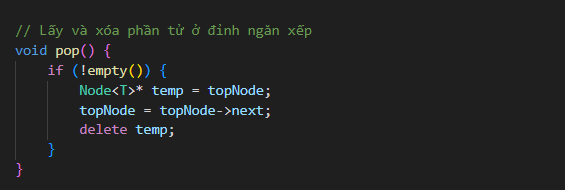 // Lấy và xóa phần tử ở đỉnh ngăn xếp
void pop() {
    if (!empty()) {
        Node<T>* temp = topNode;
        topNode = topNode->next;
        delete temp;
    }
}